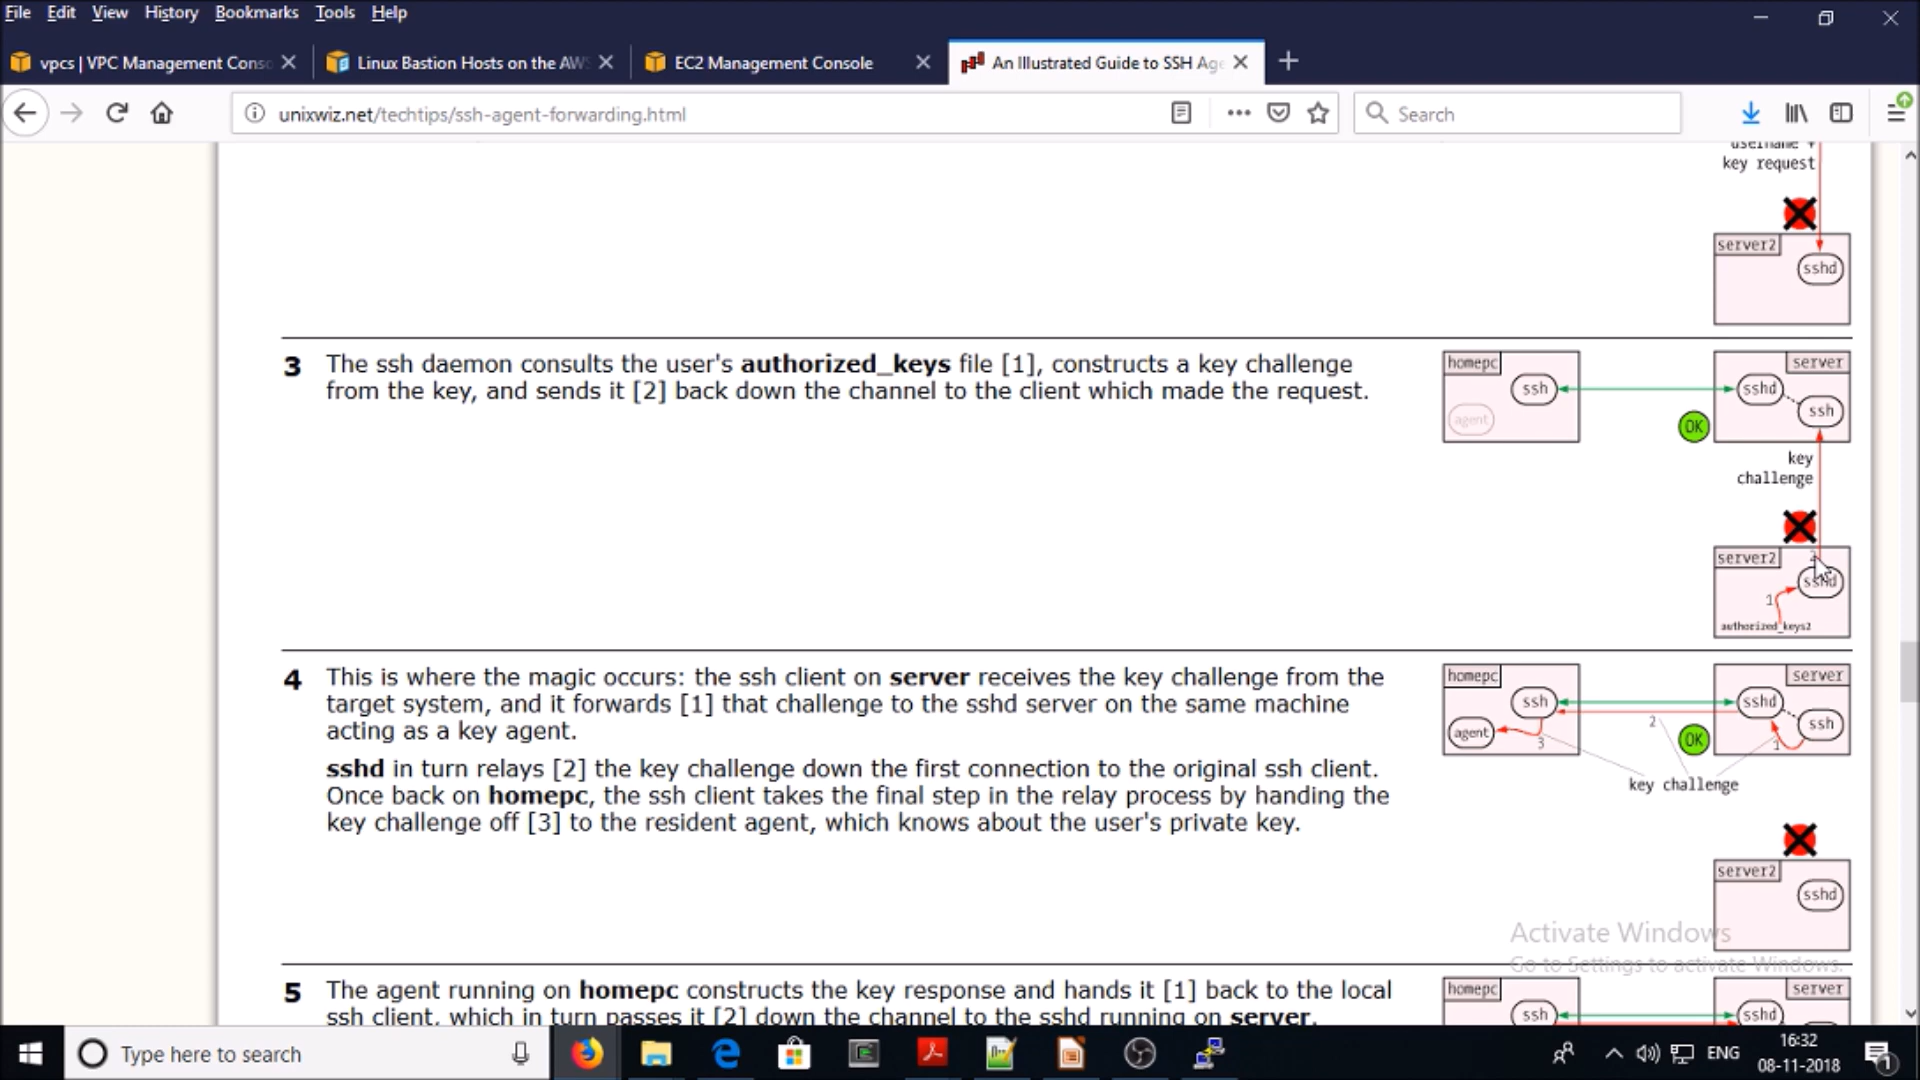 File Edit View History Bookmarks Tools Help
vpcs | VPC Management Conso
Linux Bastion Hosts on the AWS
EC2 Management Console
An Illustrated Guide to SSH Age
unixwiz.net/techtips/ssh-agent-forwarding.html
Search
username +
key request
server2
sshd
3 The ssh daemon consults the user's authorized_keys file [1], constructs a key challenge
from the key, and sends it [2] back down the channel to the client which made the request.
homepc
ssh
agent
server
sshd
ssh
OK
key
challenge
server2
2
sshd
1
authorized_keys2
4 This is where the magic occurs: the ssh client on server receives the key challenge from the
target system, and it forwards [1] that challenge to the sshd server on the same machine
acting as a key agent.
sshd in turn relays [2] the key challenge down the first connection to the original ssh client.
Once back on homepc, the ssh client takes the final step in the relay process by handing the
key challenge off [3] to the resident agent, which knows about the user's private key.
homepc
ssh
agent
3
2
server
sshd
ssh
1
OK
key challenge
server2
sshd
Activate Windows
Go to Settings to activate Windows.
5 The agent running on homepc constructs the key response and hands it [1] back to the local
ssh client, which in turn passes it [2] down the channel to the sshd running on server.
homepc
ssh
server
sshd
Type here to search
ENG
16:32
08-11-2018
1